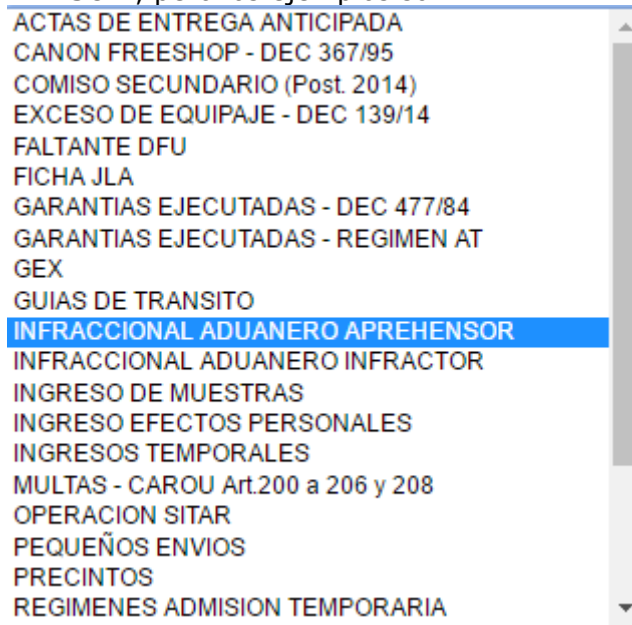 ACTAS DE ENTREGA ANTICIPADA
CANON FREESHOP - DEC 367/95
COMISO SECUNDARIO (Post. 2014)
EXCESO DE EQUIPAJE - DEC 139/14
FALTANTE DFU
FICHA JLA
GARANTIAS EJECUTADAS - DEC 477/84
GARANTIAS EJECUTADAS - REGIMEN AT
GEX
GUIAS DE TRANSITO
INFRACCIONAL ADUANERO APREHENSOR
INFRACCIONAL ADUANERO INFRACTOR
INGRESO DE MUESTRAS
INGRESO EFECTOS PERSONALES
INGRESOS TEMPORALES
MULTAS - CAROU Art.200 a 206 y 208
OPERACION SITAR
PEQUEÑOS ENVIOS
PRECINTOS
REGIMENES ADMISION TEMPORARIA